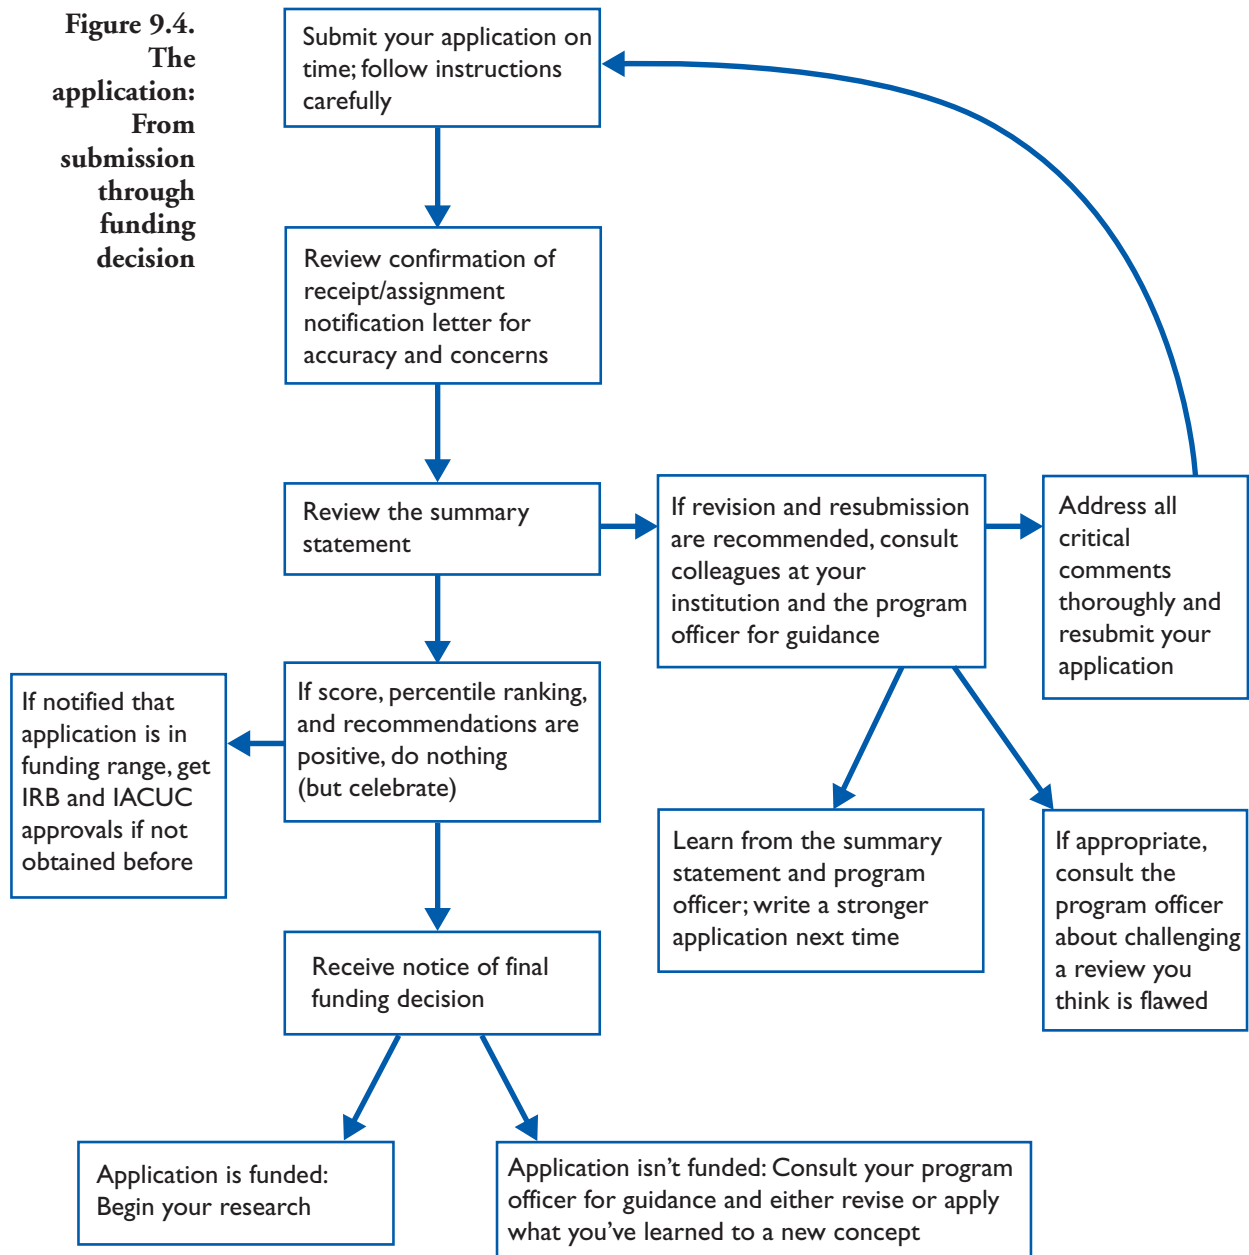 Figure 9.4.
The
application:
From
submission
through
funding
decision
Submit your application on
time; follow instructions
carefully
Review confirmation of
receipt/assignment
notification letter for
accuracy and concerns
Review the summary
statement
If revision and resubmission
are recommended, consult
colleagues at your
institution and the program
officer for guidance
Address all
critical
comments
thoroughly and
resubmit your
application
If notified that
application is in
funding range, get
IRB and IACUC
approvals if not
obtained before
If score, percentile ranking,
and recommendations are
positive, do nothing
(but celebrate)
Learn from the summary
statement and program
officer; write a stronger
application next time
If appropriate,
consult the
program officer
about challenging
a review you
think is flawed
Receive notice of final
funding decision
Application is funded:
Begin your research
Application isn't funded: Consult your program
officer for guidance and either revise or apply
what you've learned to a new concept